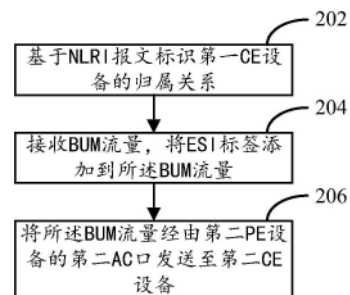 202
基于NLRI报文标识第一CE设
备的归属关系
204
接收BUM流量，将ESI标签添
加到所述BUM流量
206
将所述BUM流量经由第二PE设
备的第二AC口发送至第二CE
设备